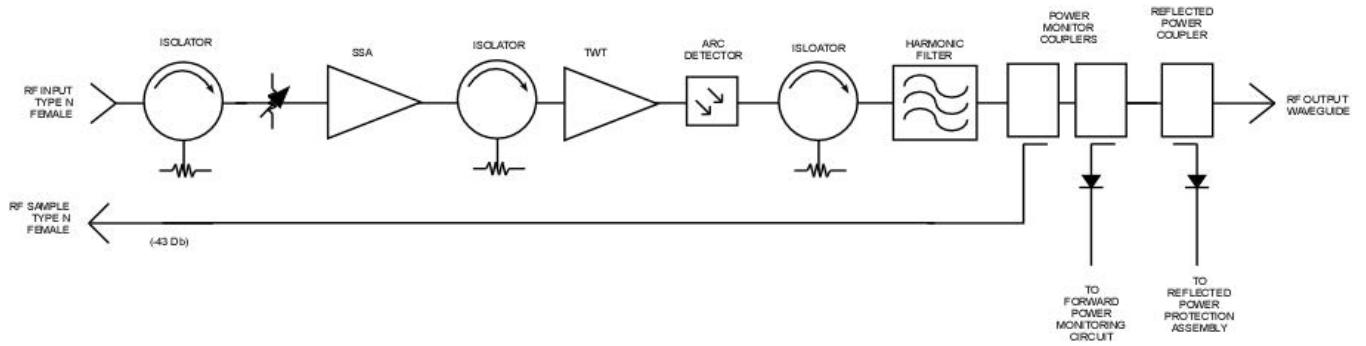 ISOLATOR
SSA
ISOLATOR
TWT
ARC
DETECTOR
ISLOATOR
HARMONIC
FILTER
POWER
MONITOR
COUPLERS
REFLECTED
POWER
COUPLER
RF INPUT
TYPE N
FEMALE
RF OUTPUT
WAVEGUIDE
RF SAMPLE
TYPE N
FEMALE
(-43 Db)
TO
FORWARD
POWER
MONITORING
CIRCUIT
TO
REFLECTED
POWER
PROTECTION
ASSEMBLY